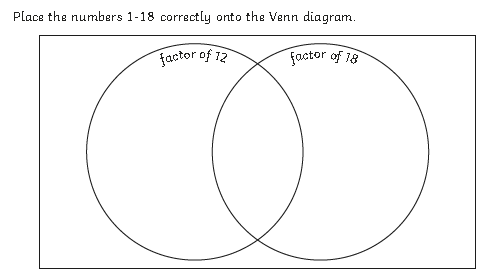 Place the numbers 1-18 correctly onto the Venn diagram.
factor of 12
factor of 18